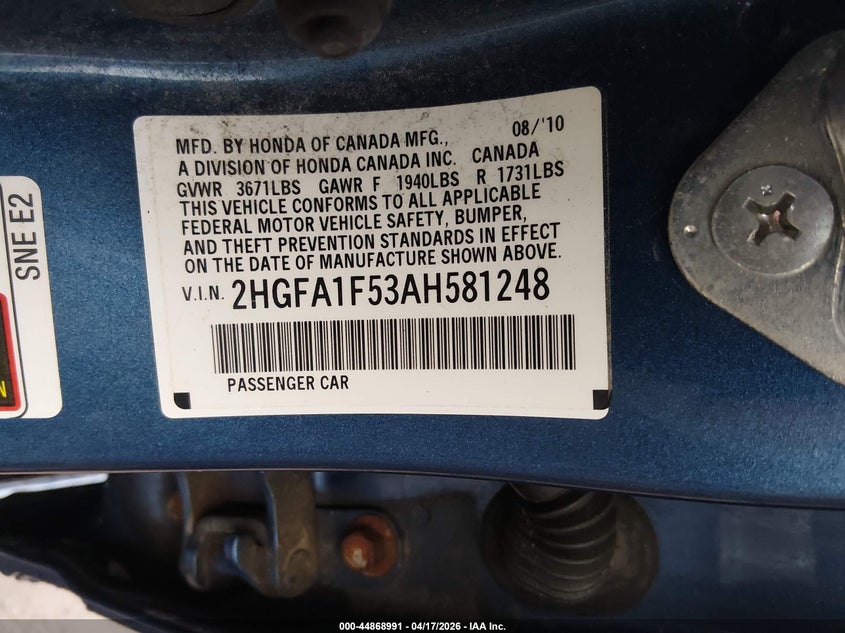 MFD. BY HONDA OF CANADA MFG., 08/'10
A DIVISION OF HONDA CANADA INC. CANADA
GVWR 3671LBS GAWR F 1940LBS R 1731LBS
THIS VEHICLE CONFORMS TO ALL APPLICABLE
FEDERAL MOTOR VEHICLE SAFETY, BUMPER,
AND THEFT PREVENTION STANDARDS IN EFFECT
ON THE DATE OF MANUFACTURE SHOWN ABOVE.
V.I.N. 2HGFA1F53AH581248
PASSENGER CAR
SNE E2
N
000-44868991 - 04/17/2026 - IAA Inc.